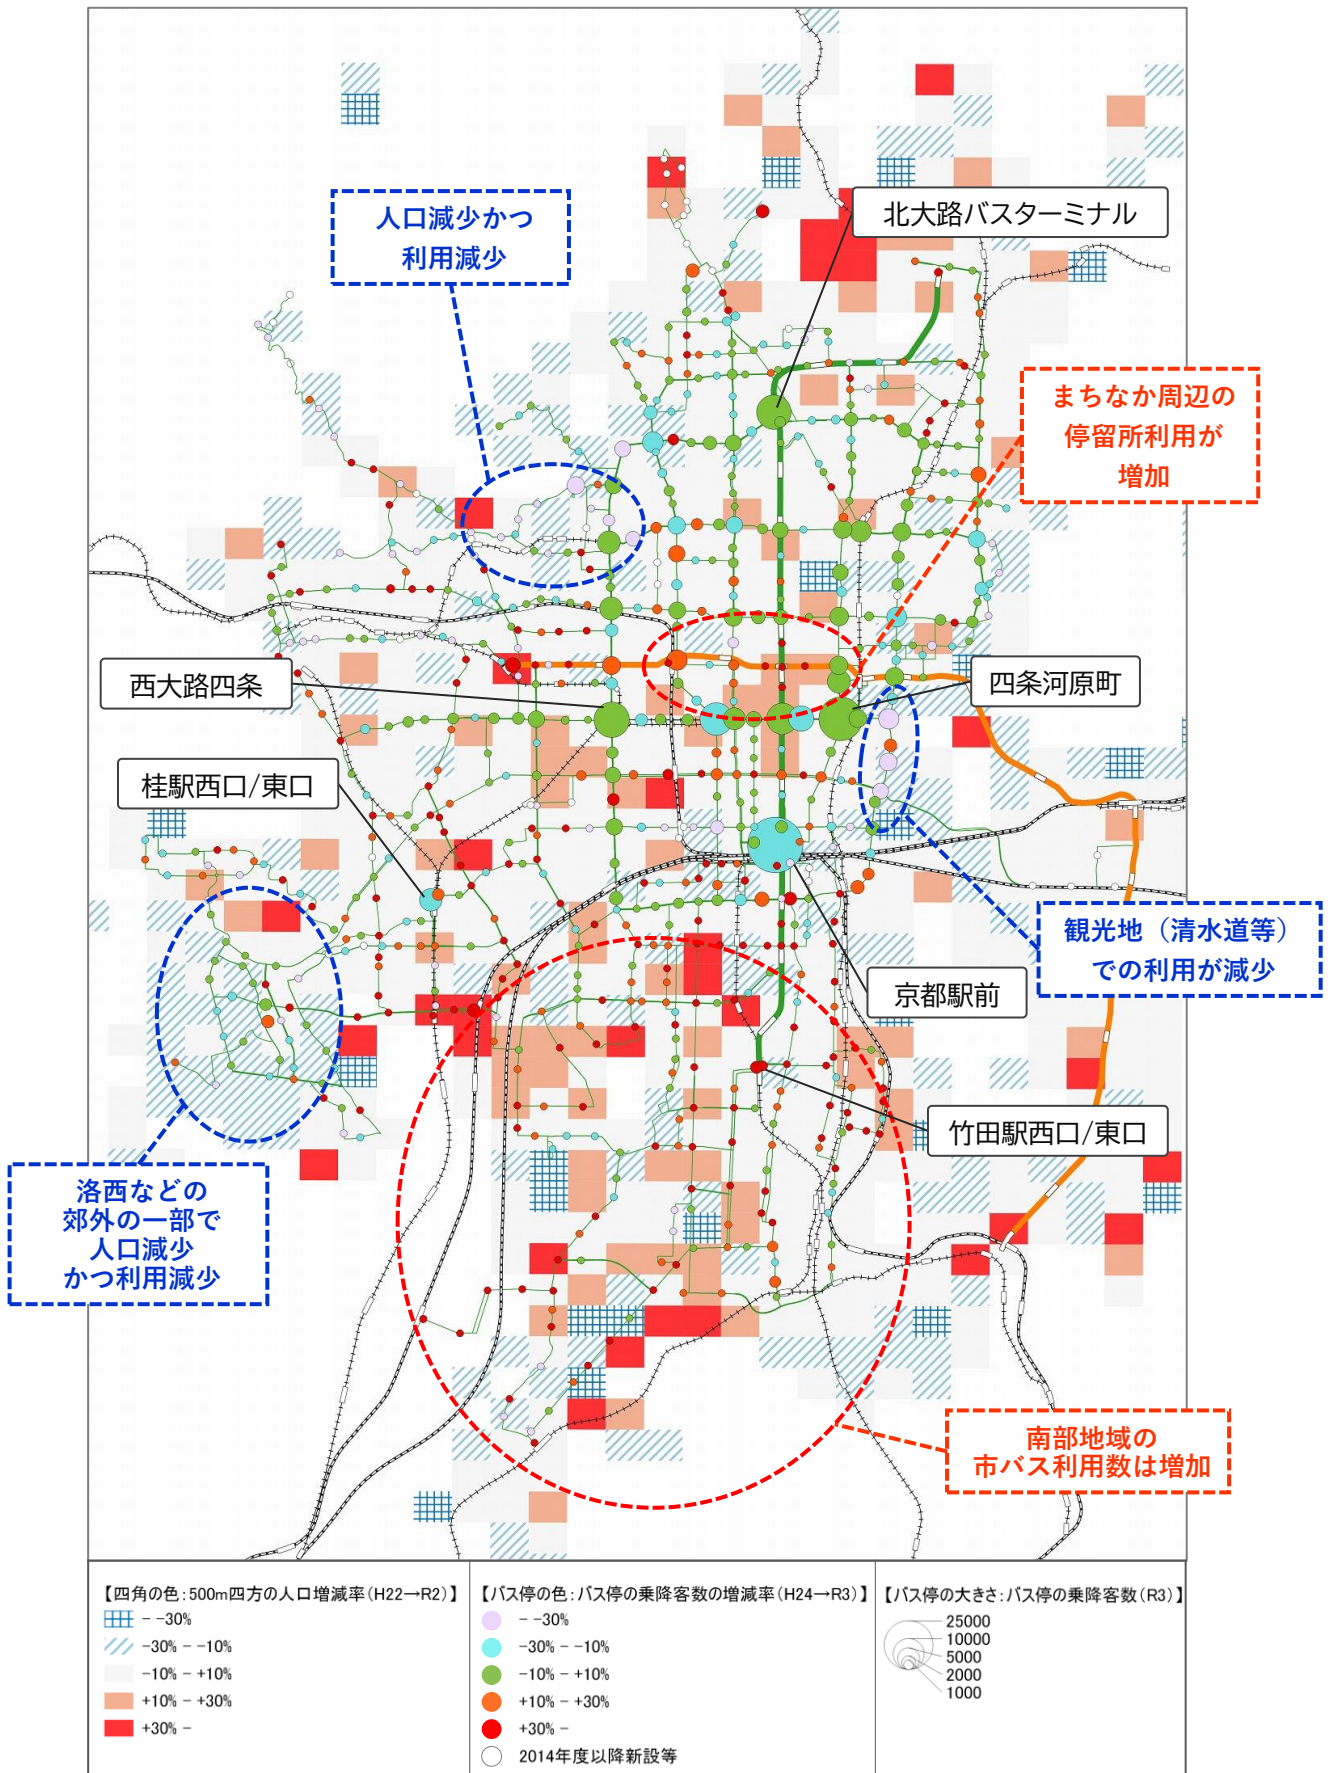 人口減少かつ
利用減少
北大路バスターミナル
まちなか周辺の
停留所利用が
増加
西大路四条
四条河原町
桂駅西口/東口
観光地（清水道等）
での利用が減少
京都駅前
竹田駅西口/東口
洛西などの
郊外の一部で
人口減少
かつ利用減少
南部地域の
市バス利用数は増加
【四角の色:500m四方の人口増減率(H22→R2)】
- -30%
-30% - -10%
-10% - +10%
+10% - +30%
+30% -
【バス停の色:バス停の乗降客数の増減率(H24→R3)】
- -30%
-30% - -10%
-10% - +10%
+10% - +30%
+30% -
2014年度以降新設等
【バス停の大きさ:バス停の乗降客数(R3)】
25000
10000
5000
2000
1000